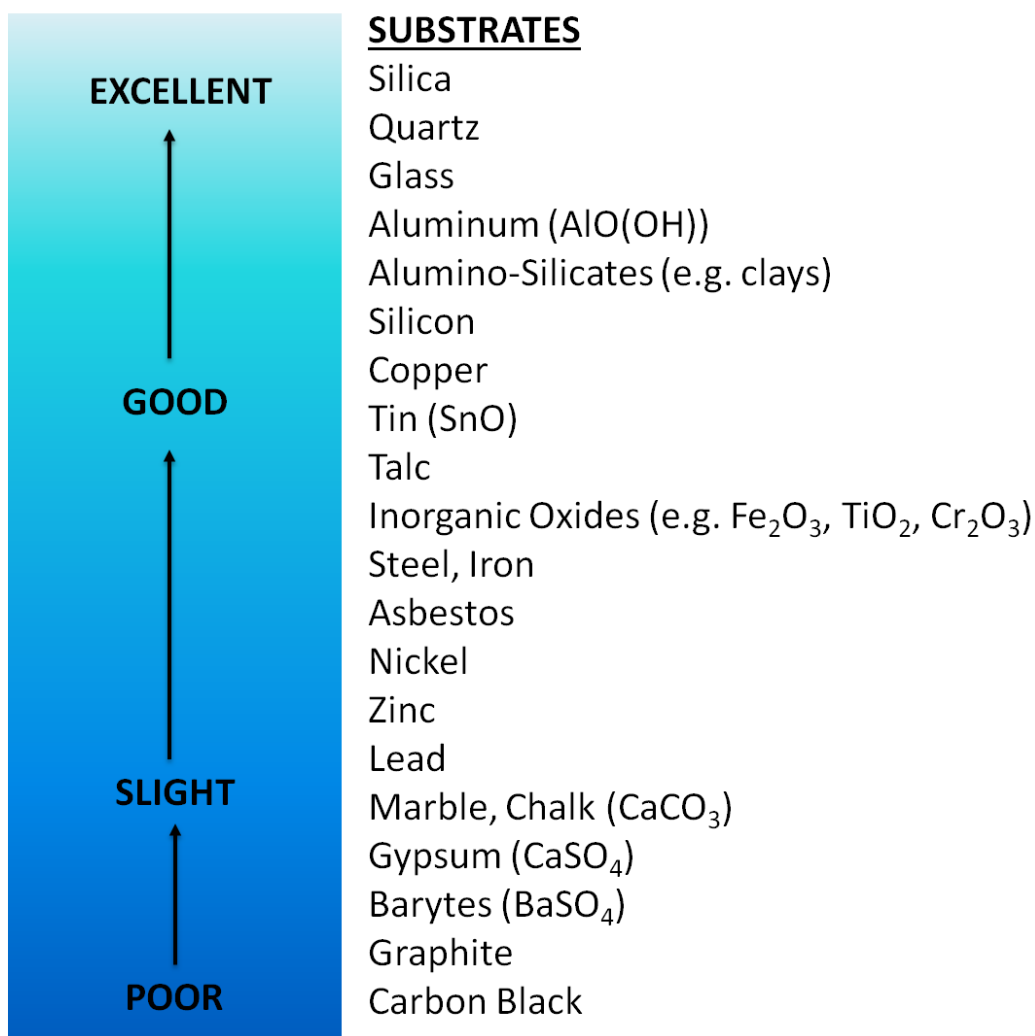 SUBSTRATES
Silica
EXCELLENT
Quartz
Glass
Aluminum (AlO(OH))
Alumino-Silicates (e.g. clays)
Silicon
Copper
GOOD
Tin (SnO)
Talc
Inorganic Oxides (e.g. Fe₂O₃, TiO₂, Cr₂O₃)
Steel, Iron
Asbestos
Nickel
Zinc
Lead
SLIGHT
Marble, Chalk (CaCO₃)
Gypsum (CaSO₄)
Barytes (BaSO₄)
Graphite
POOR
Carbon Black